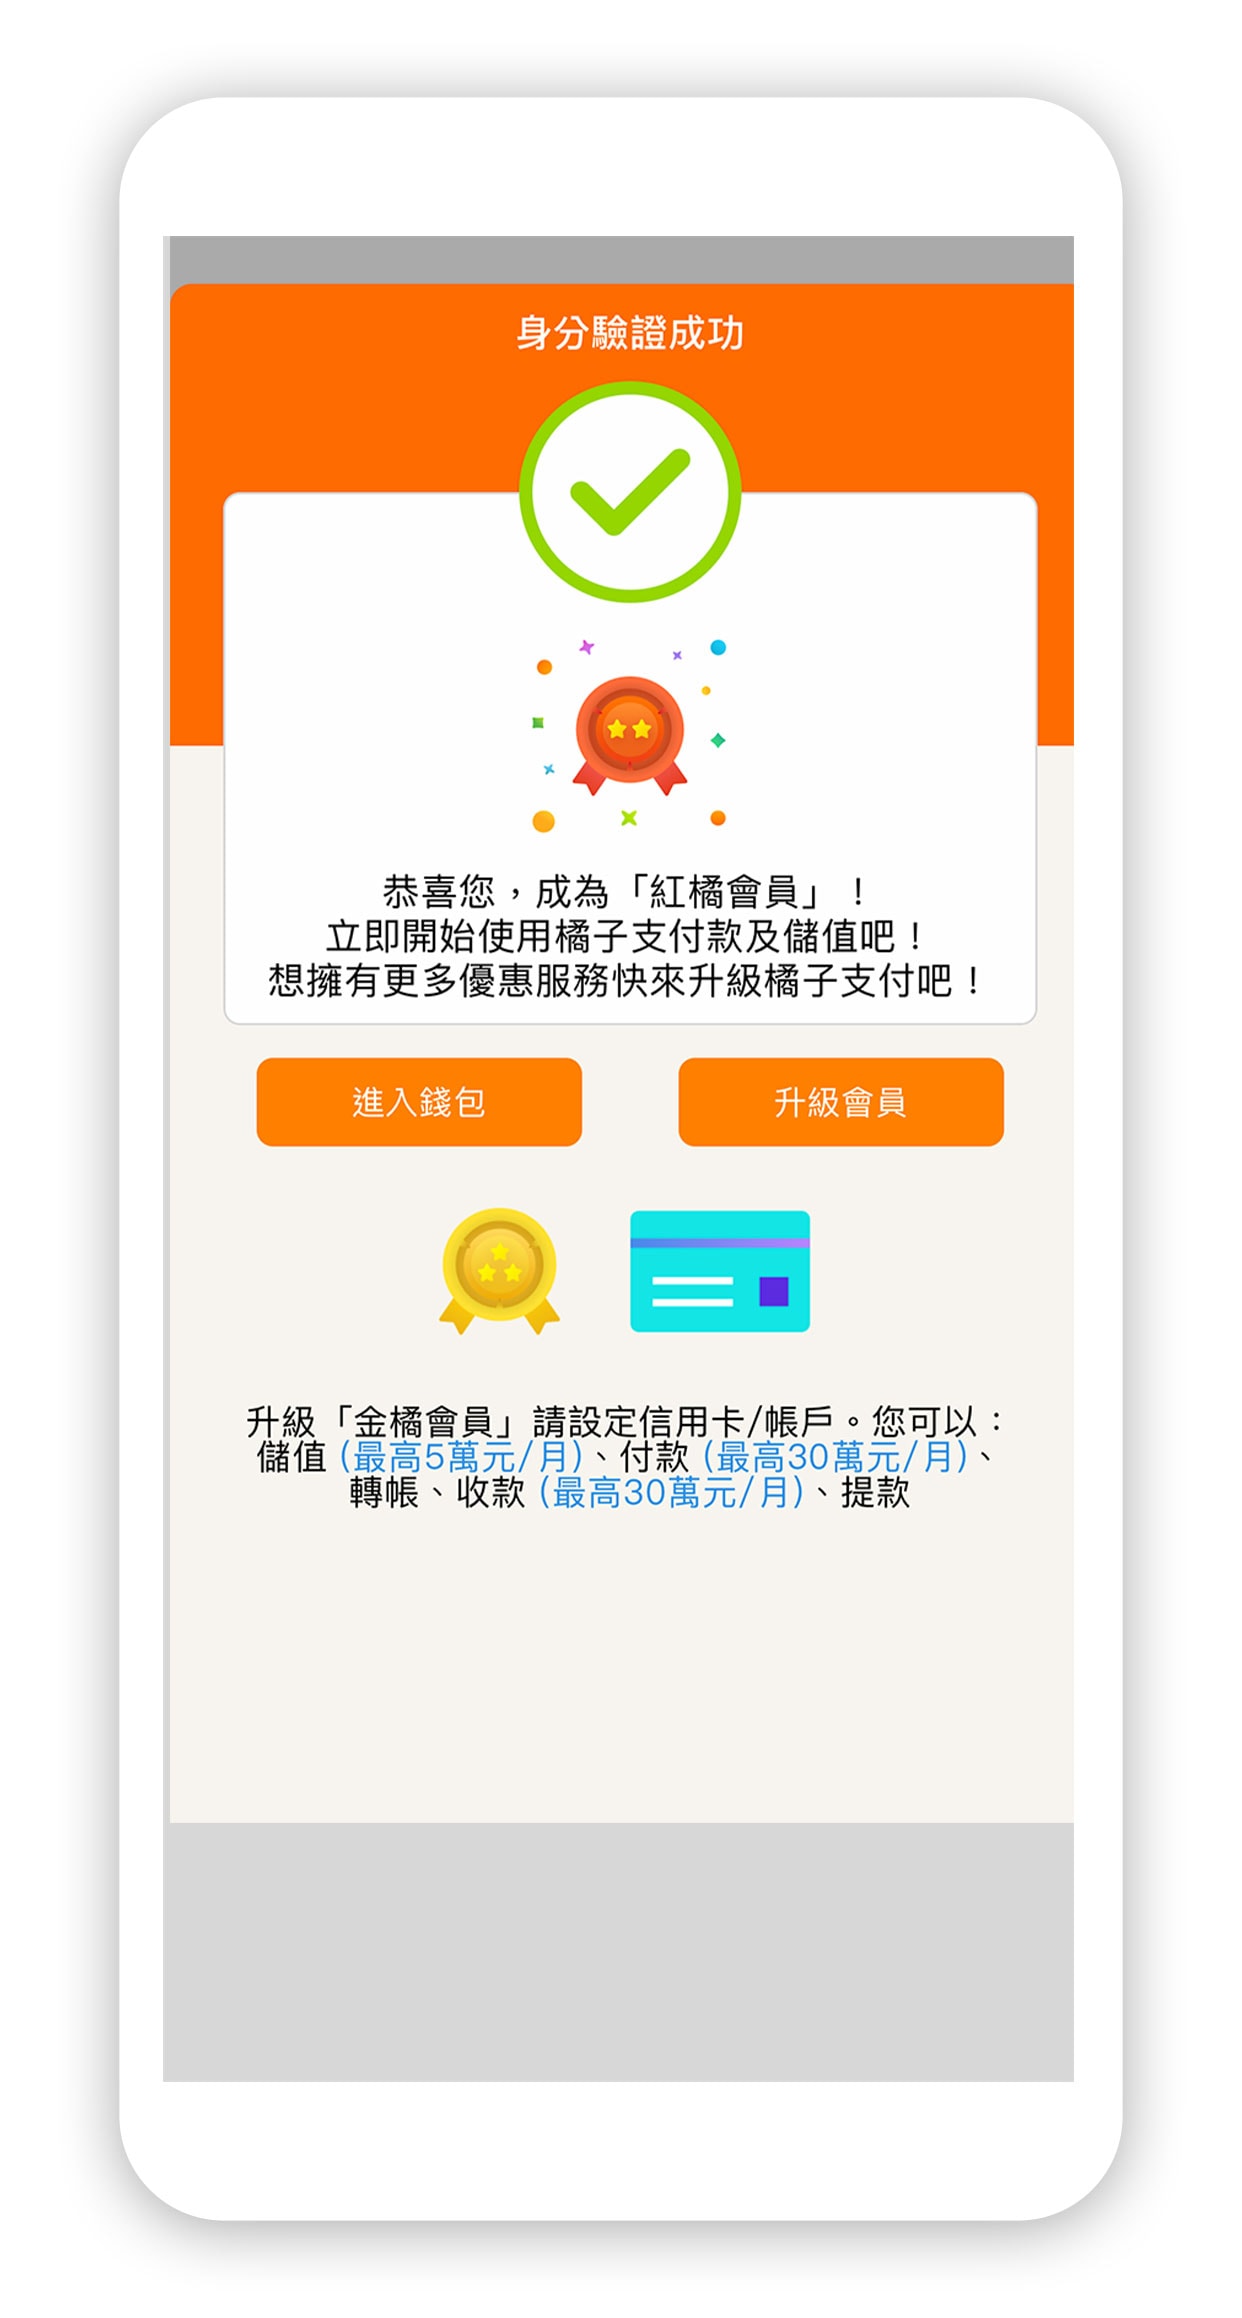 身分驗證成功
恭喜您，成為「紅橘會員」！
立即開始使用橘子支付款及儲值吧！
想擁有更多優惠服務快來升級橘子支付吧！
進入錢包
升級會員
升級「金橘會員」請設定信用卡/帳戶。您可以：
儲值 (最高5萬元/月)、付款 (最高30萬元/月)、
轉帳、收款 (最高30萬元/月)、提款